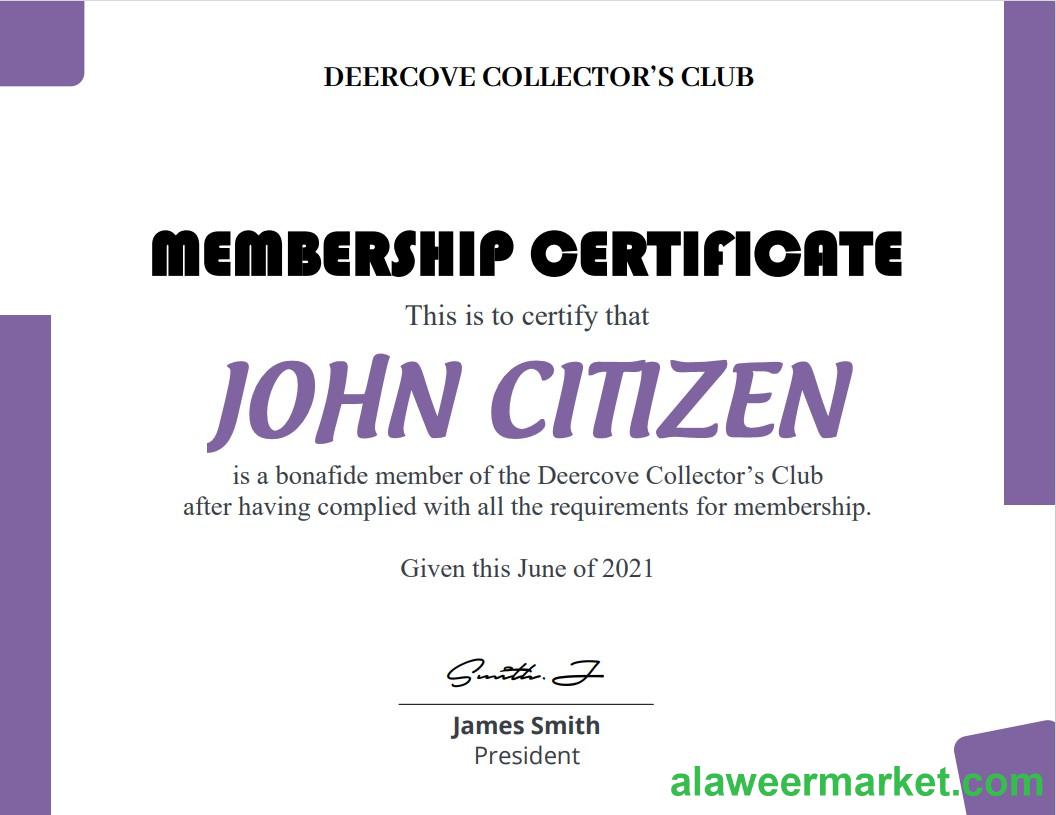 DEERCOVE COLLECTOR’S CLUB
MEMBERSHIP CERTIFICATE
This is to certify that
JOHN CITIZEN
is a bonafide member of the Deercove Collector’s Club
after having complied with all the requirements for membership.
Given this June of 2021
Smith. J
James Smith
President
alaweermarket.com